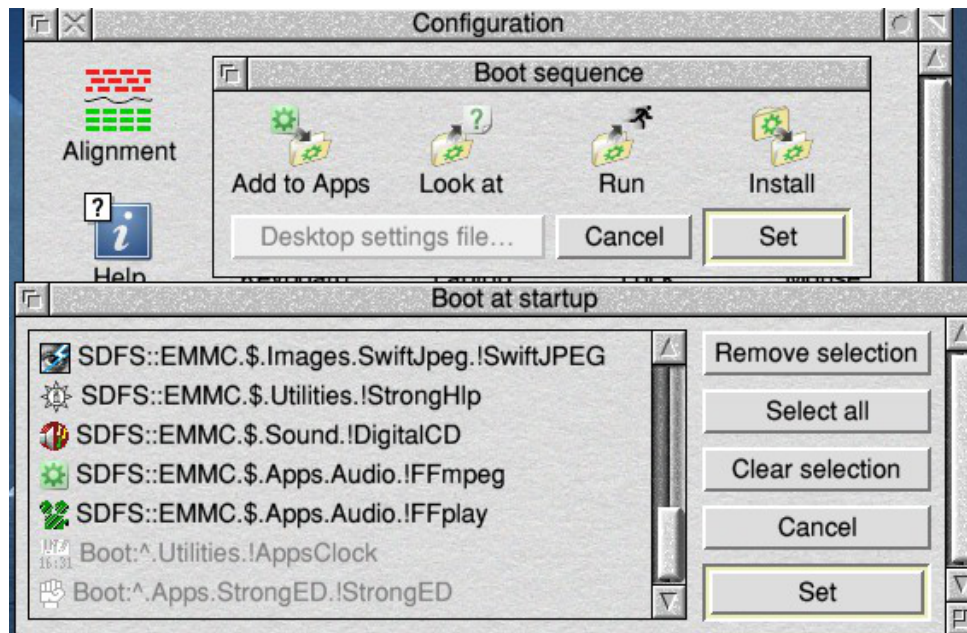 Configuration
Boot sequence
Alignment
Add to Apps
Look at
Run
Install
?
Desktop settings file...
Cancel
Set
Help
Boot at startup
SDFS::EMMC.$.Images.SwiftJpeg.!SwiftJPEG
SDFS::EMMC.$.Utilities.!StrongHlp
SDFS::EMMC.$.Sound.!DigitalCD
SDFS::EMMC.$.Apps.Audio.!FFmpeg
SDFS::EMMC.$.Apps.Audio.!FFplay
Boot:^.Utilities.!AppsClock
Boot:^.Apps.StrongED.!StrongED
Remove selection
Select all
Clear selection
Cancel
Set